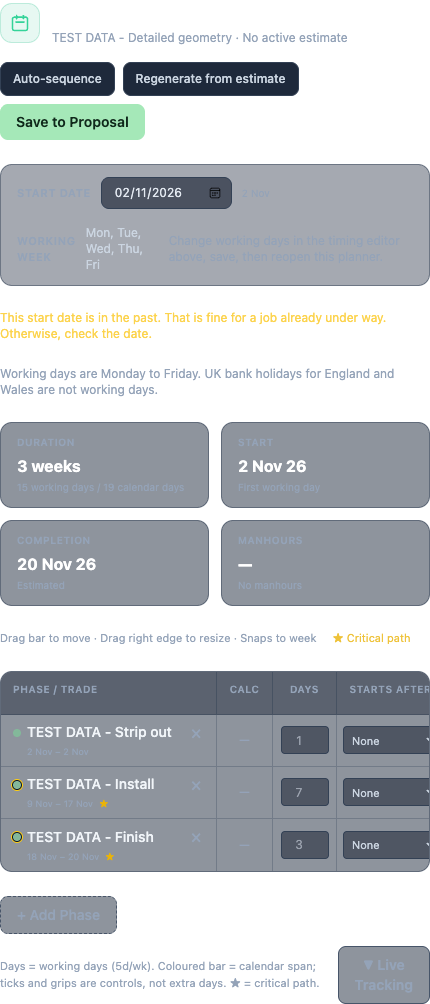 TEST DATA - Detailed geometry · No active estimate
Auto-sequence
Regenerate from estimate
Save to Proposal
START DATE
02/11/2026
2 Nov
WORKING WEEK
Mon, Tue, Wed, Thu, Fri
Change working days in the timing editor above, save, then reopen this planner.
This start date is in the past. That is fine for a job already under way.
Otherwise, check the date.
Working days are Monday to Friday. UK bank holidays for England and
Wales are not working days.
DURATION
3 weeks
15 working days / 19 calendar days
START
2 Nov 26
First working day
COMPLETION
20 Nov 26
Estimated
MANHOURS
—
No manhours
Drag bar to move · Drag right edge to resize · Snaps to week ★ Critical path
PHASE / TRADE CALC DAYS STARTS AFTER
TEST DATA - Strip out × — 1 None
2 Nov – 2 Nov
TEST DATA - Install × — 7 None
9 Nov – 17 Nov ★
TEST DATA - Finish × — 3 None
18 Nov – 20 Nov ★
+ Add Phase
Days = working days (5d/wk). Coloured bar = calendar span;
ticks and grips are controls, not extra days. ★ = critical path.
▼ Live
Tracking